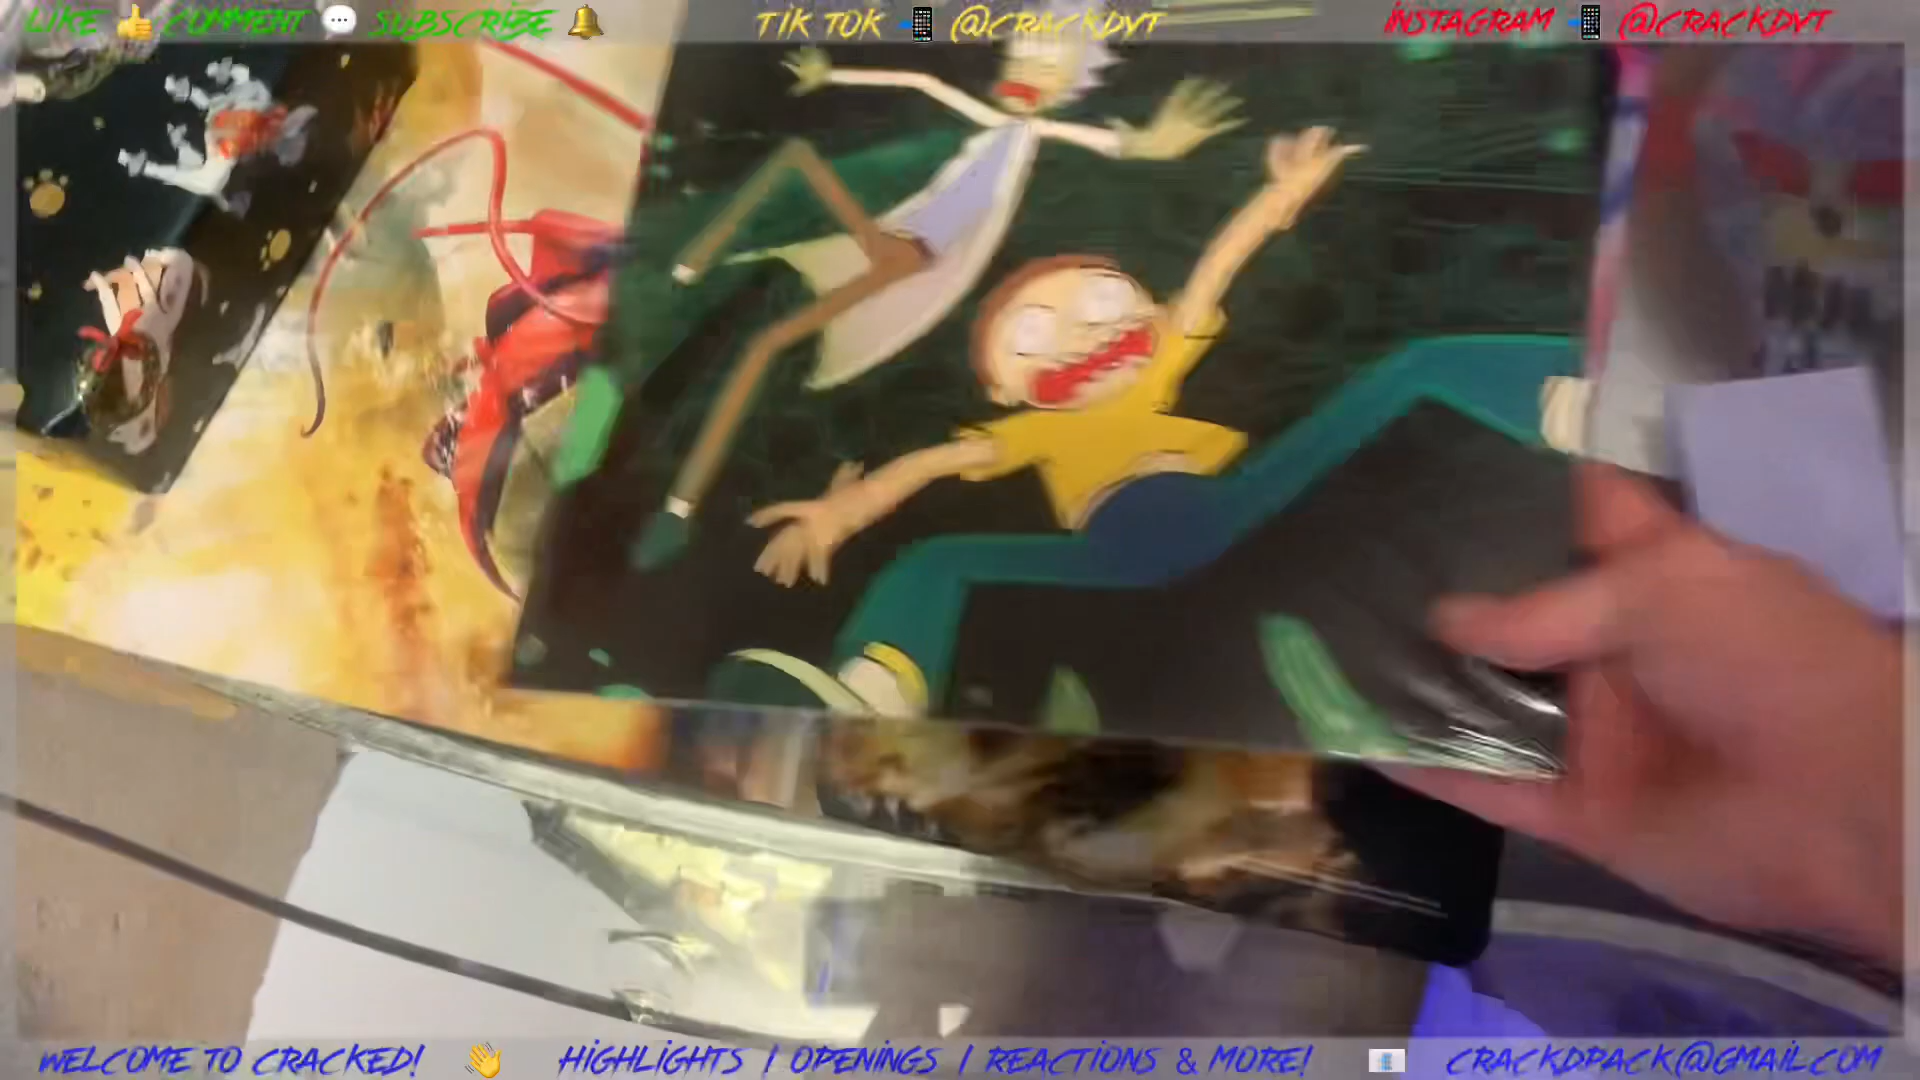 LIKE 👍 COMMENT 💬 SUBSCRIBE 🔔
TIK TOK 📲 @CRACKDVT
INSTAGRAM 📲 @CRACKDVT
WELCOME TO CRACKED! 👋
HIGHLIGHTS | OPENINGS | REACTIONS & MORE!
📧 CRACKDPACK@GMAIL.COM